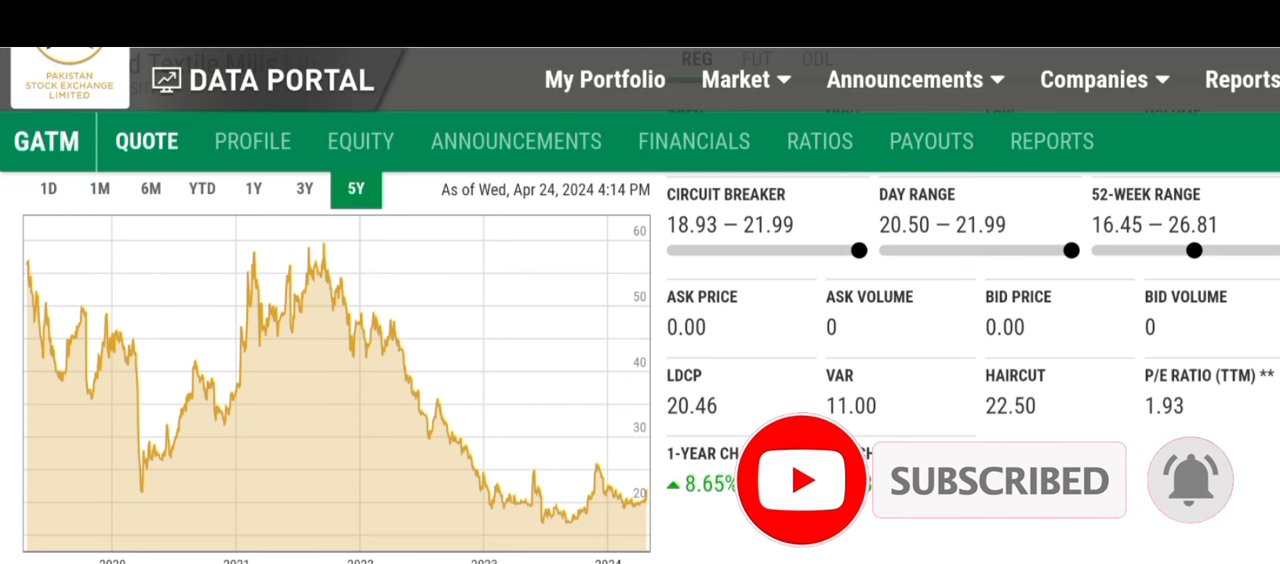 d Textile Mills Lim
REG FUT ODL
PAKISTAN
STOCK EXCHANGE
LIMITED
DATA PORTAL
My Portfolio
Market
Announcements
Companies
Reports
GATM
QUOTE
PROFILE
EQUITY
ANNOUNCEMENTS
FINANCIALS
RATIOS
PAYOUTS
REPORTS
1D 1M 6M YTD 1Y 3Y 5Y
As of Wed, Apr 24, 2024 4:14 PM
60
50
40
30
20
2020 2021 2022 2023 2024
CIRCUIT BREAKER
18.93 — 21.99
DAY RANGE
20.50 — 21.99
52-WEEK RANGE
16.45 — 26.81
ASK PRICE
0.00
ASK VOLUME
0
BID PRICE
0.00
BID VOLUME
0
LDCP
20.46
VAR
11.00
HAIRCUT
22.50
P/E RATIO (TTM) **
1.93
1-YEAR CH
8.65%
SUBSCRIBED